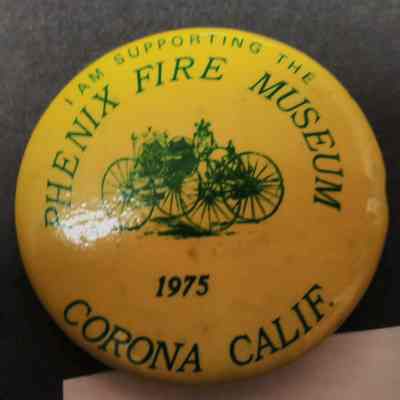 I AM SUPPORTING THE
PHENIX FIRE MUSEUM
1975
CORONA CALIF.